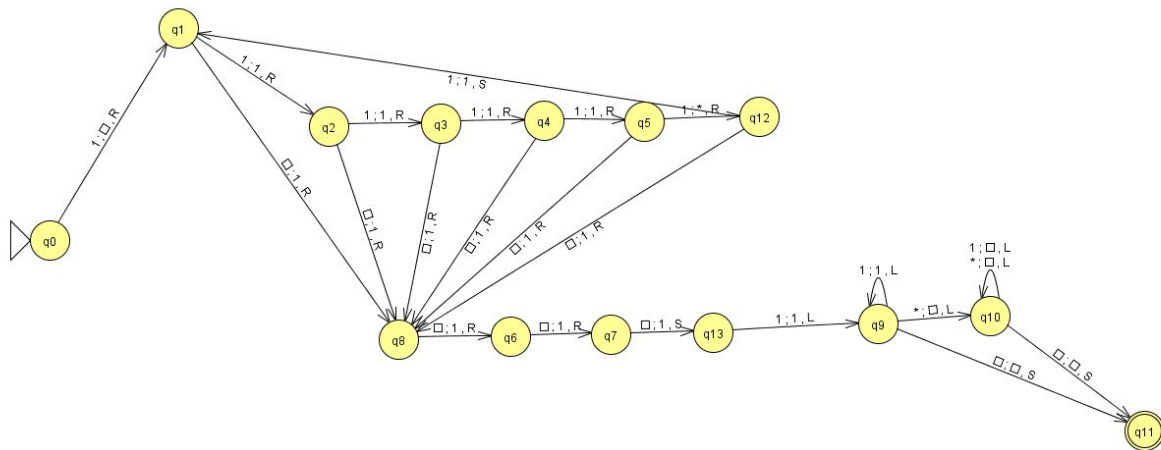 q1
1 ; 1 , R
1 ; 1 , S
q2
1 ; 1 , R
q3
1 ; 1 , R
q4
1 ; 1 , R
q5
1 ; * , R
q12
1 ; □ , R
□ ; 1 , R
□ ; 1 , R
□ ; 1 , R
□ ; 1 , R
□ ; 1 , R
□ ; 1 , R
q0
1 ; □ , L
* ; □ , L
1 ; 1 , L
q8
□ ; 1 , R
q6
□ ; 1 , R
q7
□ ; 1 , S
q13
1 ; 1 , L
q9
* ; □ , L
q10
□ ; □ , S
□ ; □ , S
q11